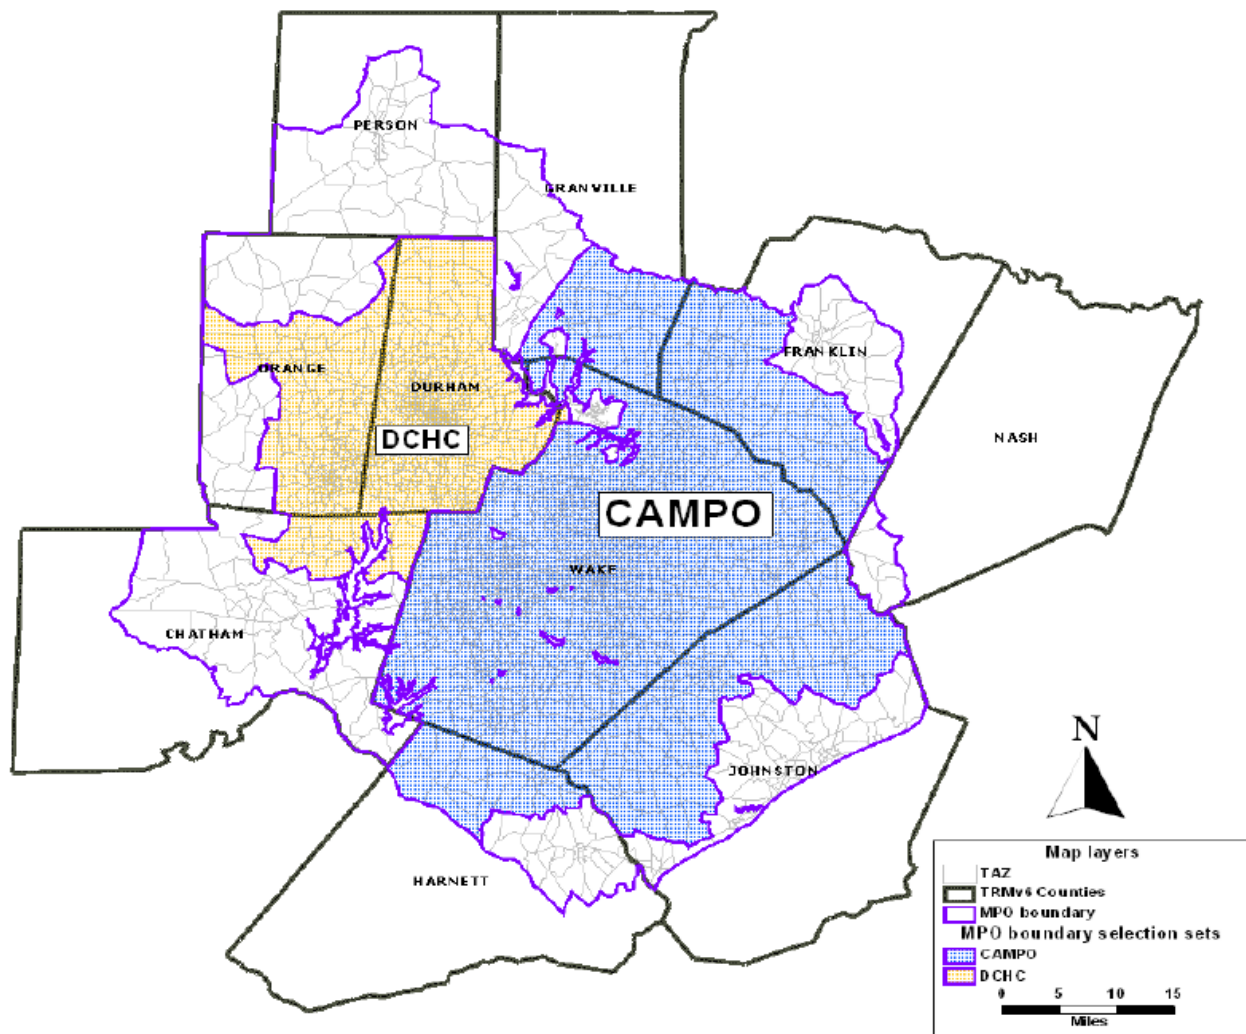 PERSON
GRANVILLE
FRANKLIN
ORANGE
DURHAM
DCHC
NASH
CAMPO
WAKE
CHATHAM
JOHNSTON
HARNETT
N
Map layers
TAZ
TRMv6 Counties
MPO boundary
MPO boundary selection sets
CAMPO
DCHC
0 5 10 15
Miles